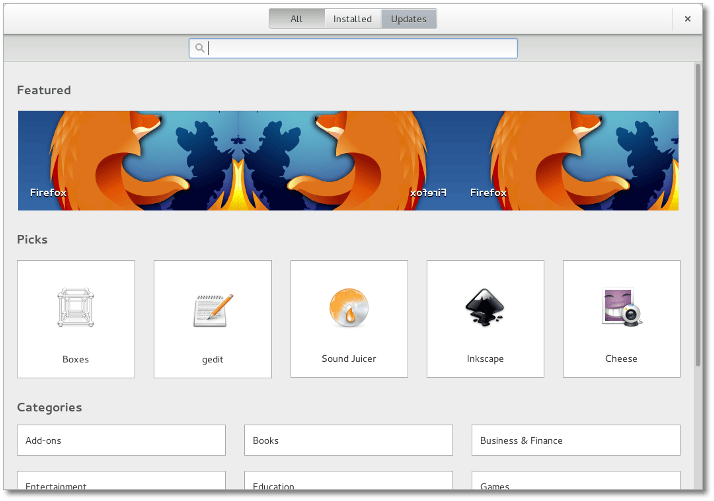 All Installed Updates
Featured
Firefox Firefox Firefox
Picks
Boxes gedit Sound Juicer Inkscape Cheese
Categories
Add-ons Books Business & Finance
Entertainment Education Games